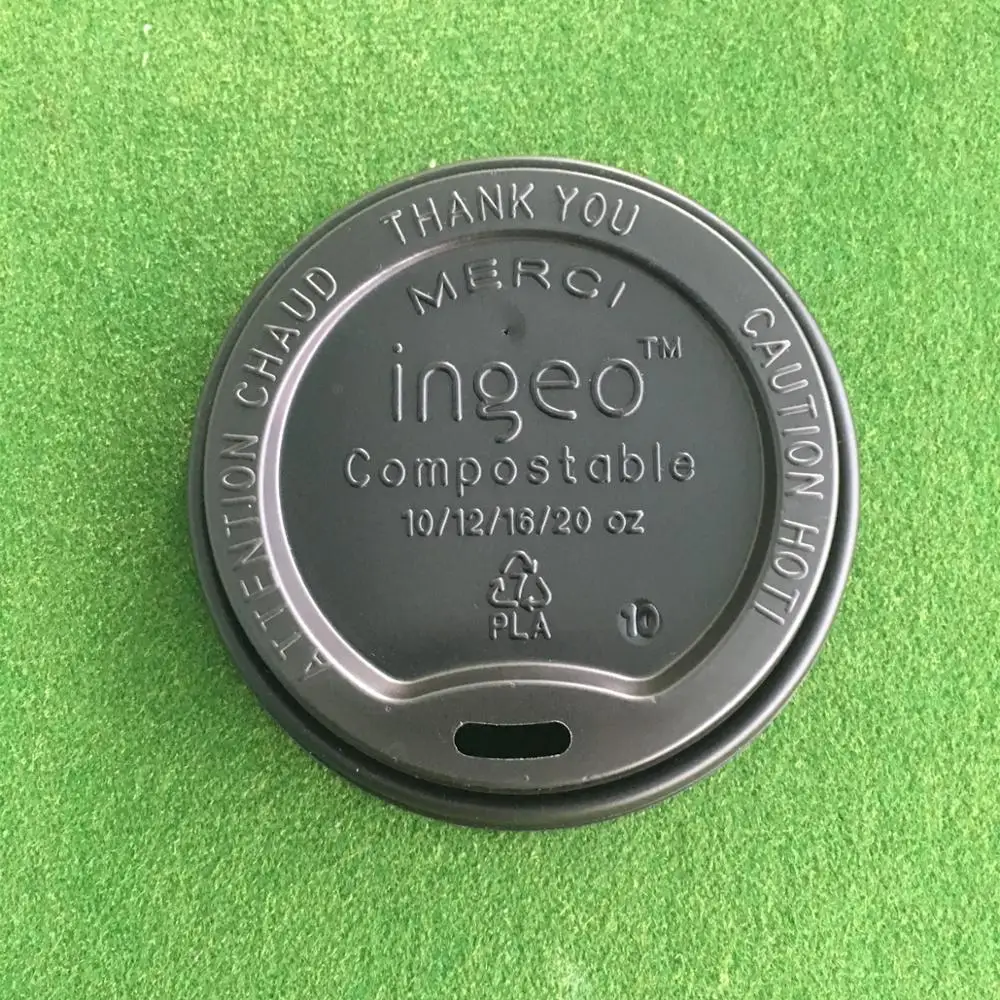 THANK YOU
MERCI
ATTENTION CHAUD
CAUTION HOT!
ingeo™
Compostable
10/12/16/20 oz
7
PLA
10